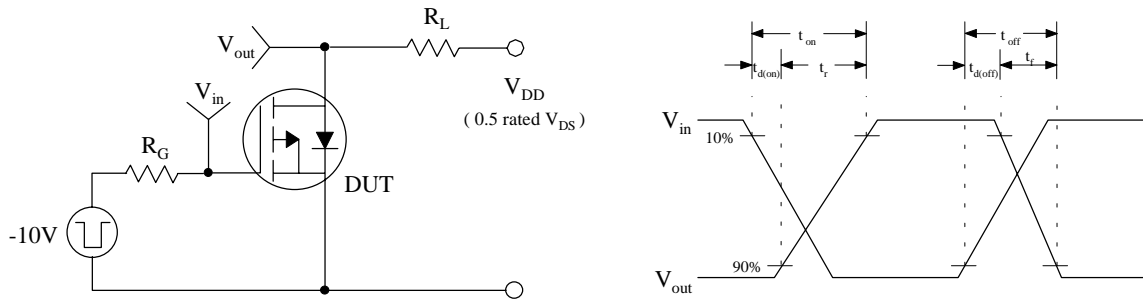 R_L
V_out
V_DD
( 0.5 rated V_DS )
V_in
R_G
DUT
-10V
t_on
t_off
t_d(on)
t_r
t_d(off)
t_f
V_in
10%
90%
V_out